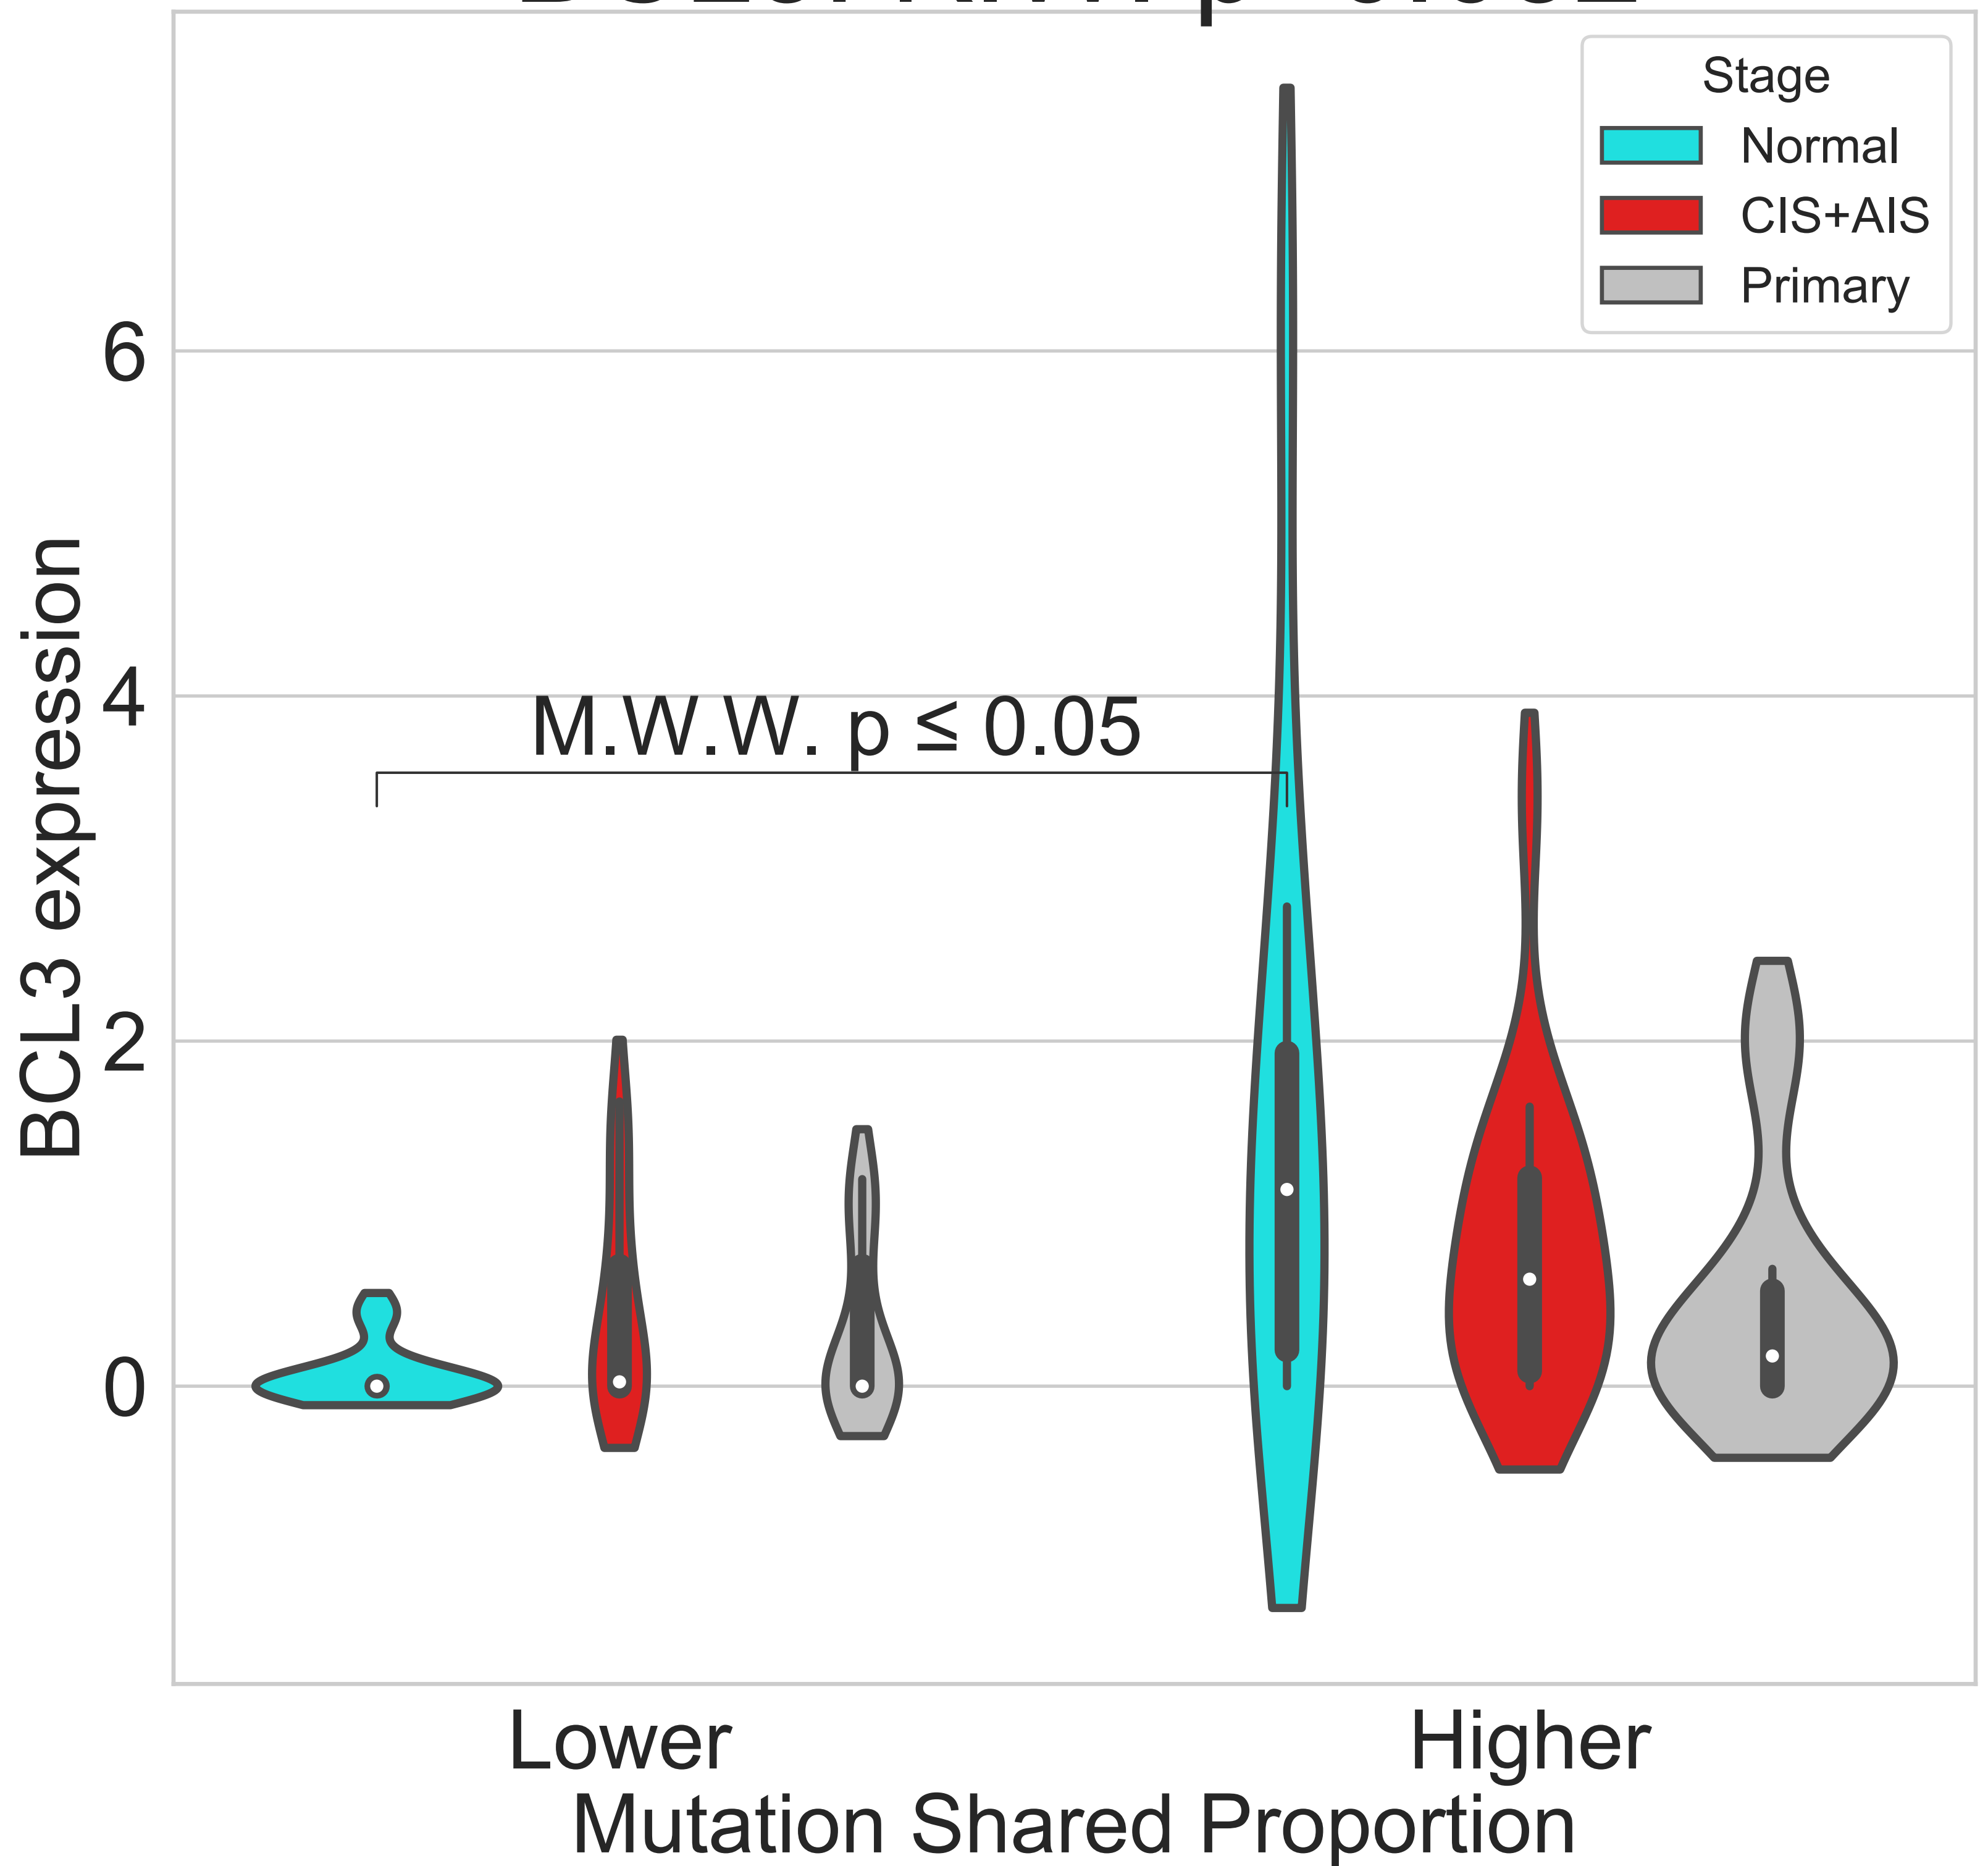 Stage
Normal
CIS+AIS
Primary
6
4
2
0
M.W.W. p ≤ 0.05
BCL3 expression
Lower
Higher
Mutation Shared Proportion